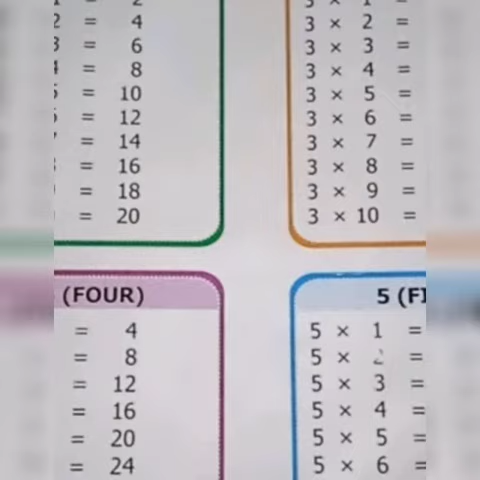 = 4
= 6
= 8
= 10
= 12
= 14
= 16
= 18
= 20
3 × 2 =
3 × 3 =
3 × 4 =
3 × 5 =
3 × 6 =
3 × 7 =
3 × 8 =
3 × 9 =
3 × 10 =
(FOUR)
= 4
= 8
= 12
= 16
= 20
= 24
5 (FI
5 × 1 =
5 × =
5 × 3 =
5 × 4 =
5 × 5 =
5 × 6 =